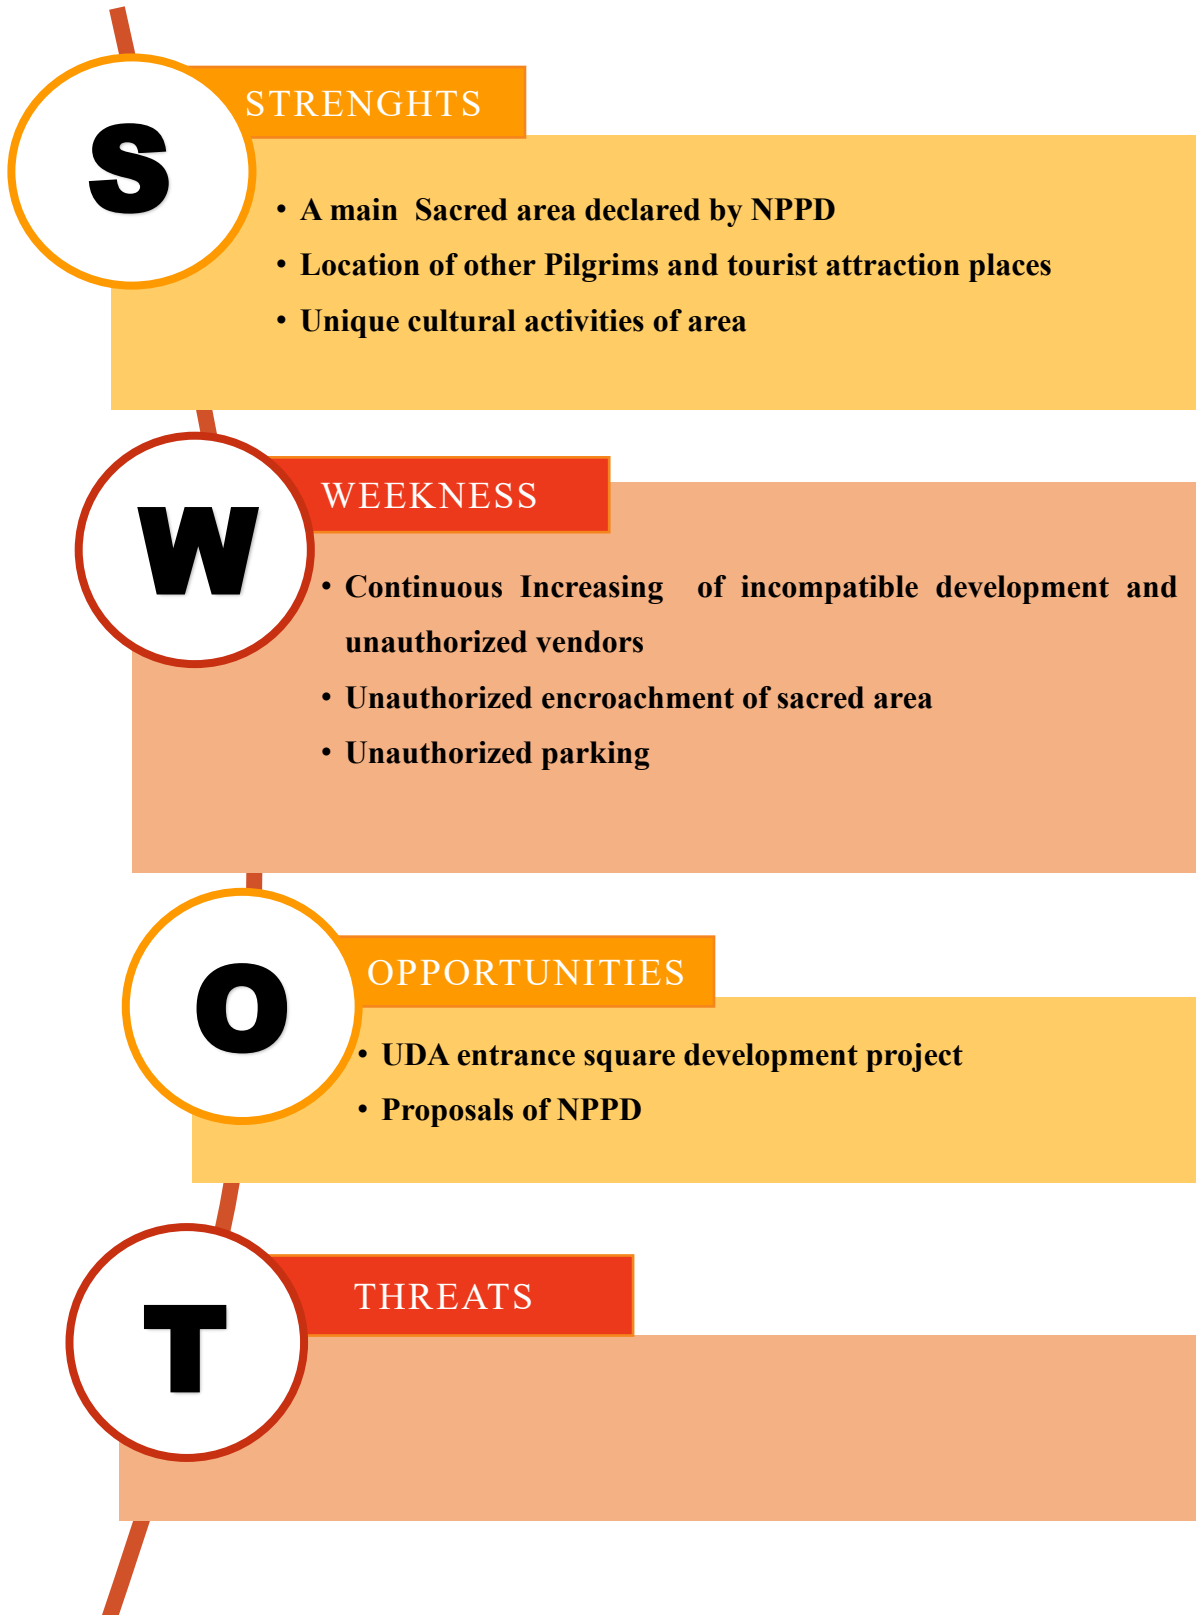 S
STRENGHTS
• A main Sacred area declared by NPPD
• Location of other Pilgrims and tourist attraction places
• Unique cultural activities of area
W
WEEKNESS
• Continuous Increasing of incompatible development and
unauthorized vendors
• Unauthorized encroachment of sacred area
• Unauthorized parking
O
OPPORTUNITIES
• UDA entrance square development project
• Proposals of NPPD
T
THREATS